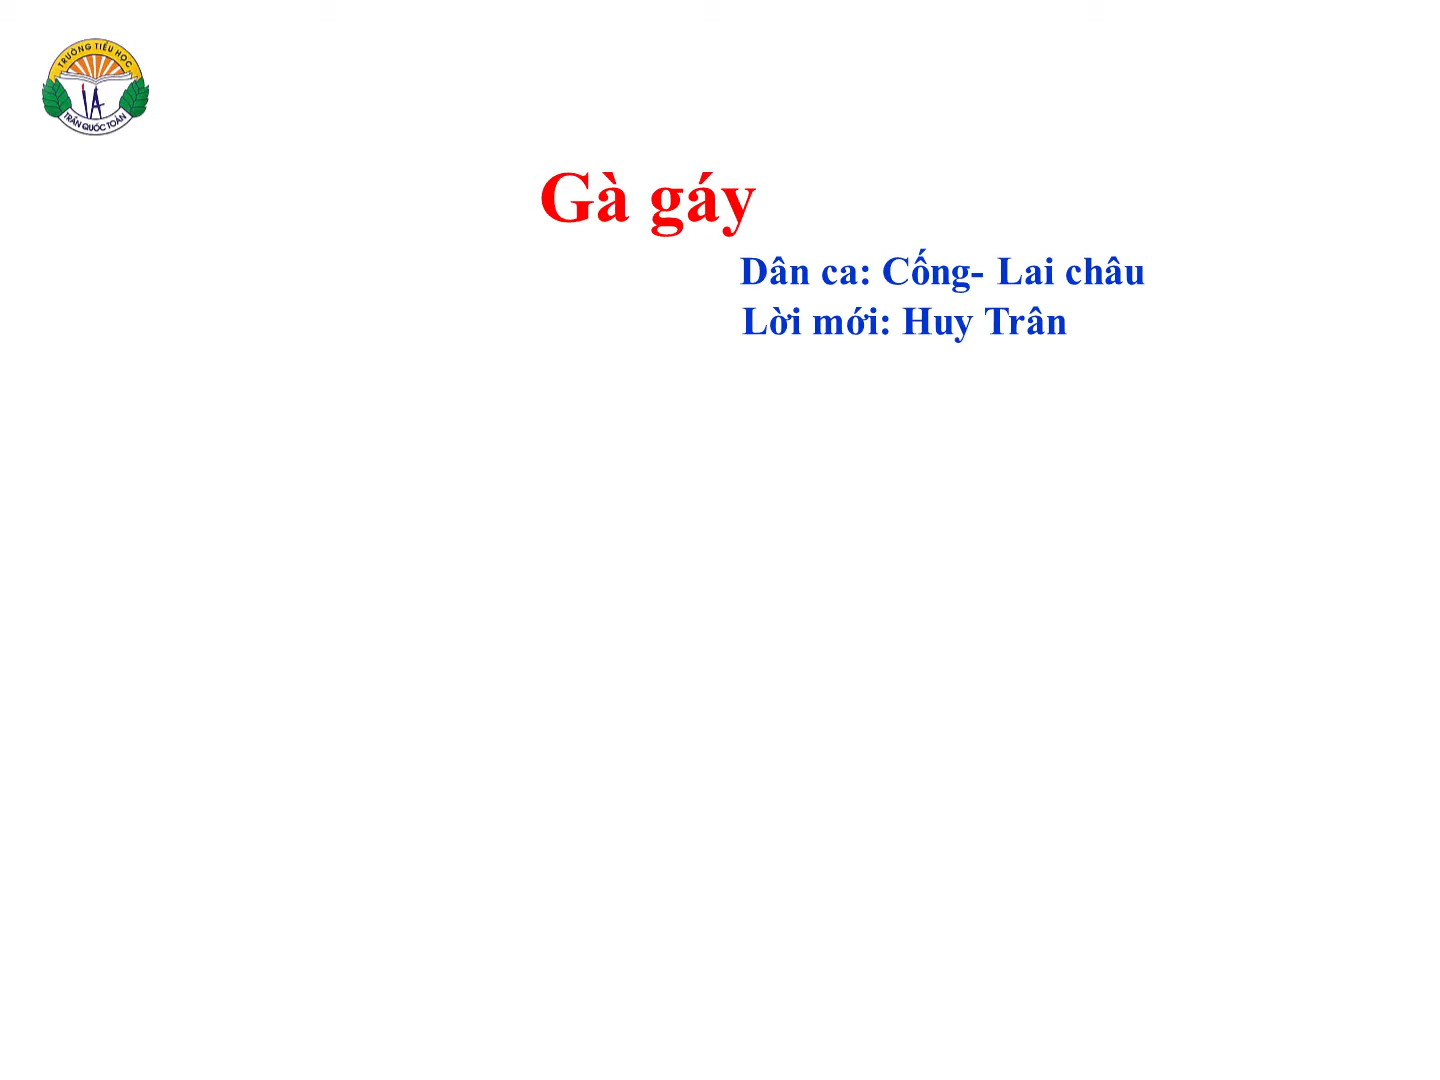 TRƯỜNG TIỂU HỌC
TRẦN QUỐC TOẢN
Gà gáy
Dân ca: Cống- Lai châu
Lời mới: Huy Trân